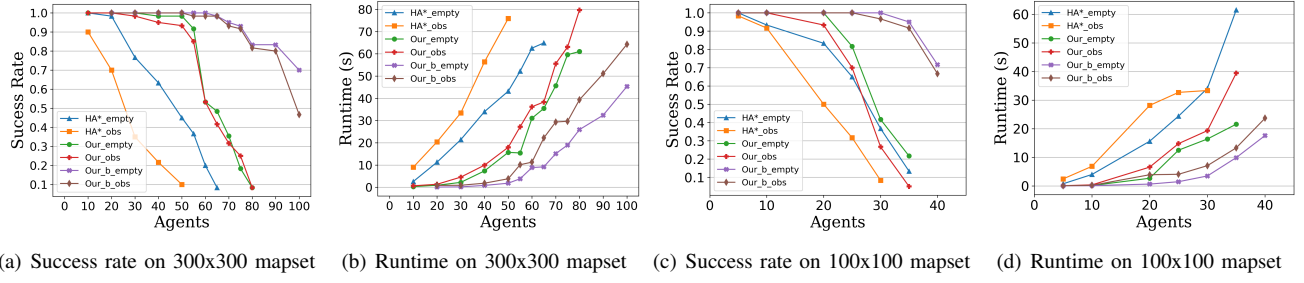 1.0
0.9
0.8
0.7
0.6
0.5
0.4
0.3
0.2
0.1
Sucess Rate
HA*_empty
HA*_obs
Our_empty
Our_obs
Our_b_empty
Our_b_obs
0 10 20 30 40 50 60 70 80 90 100
Agents
80
70
60
50
40
30
20
10
0
Runtime (s)
HA*_empty
HA*_obs
Our_empty
Our_obs
Our_b_empty
Our_b_obs
0 10 20 30 40 50 60 70 80 90 100
Agents
1.0
0.9
0.8
0.7
0.6
0.5
0.4
0.3
0.2
0.1
Sucess Rate
HA*_empty
HA*_obs
Our_empty
Our_obs
Our_b_empty
Our_b_obs
0 10 20 30 40
Agents
60
50
40
30
20
10
0
Runtime (s)
HA*_empty
HA*_obs
Our_empty
Our_obs
Our_b_empty
Our_b_obs
0 10 20 30 40
Agents
a) Success rate on 300x300 mapset
(b) Runtime on 300x300 mapset
(c) Success rate on 100x100 mapset
(d) Runtime on 100x100 mapset